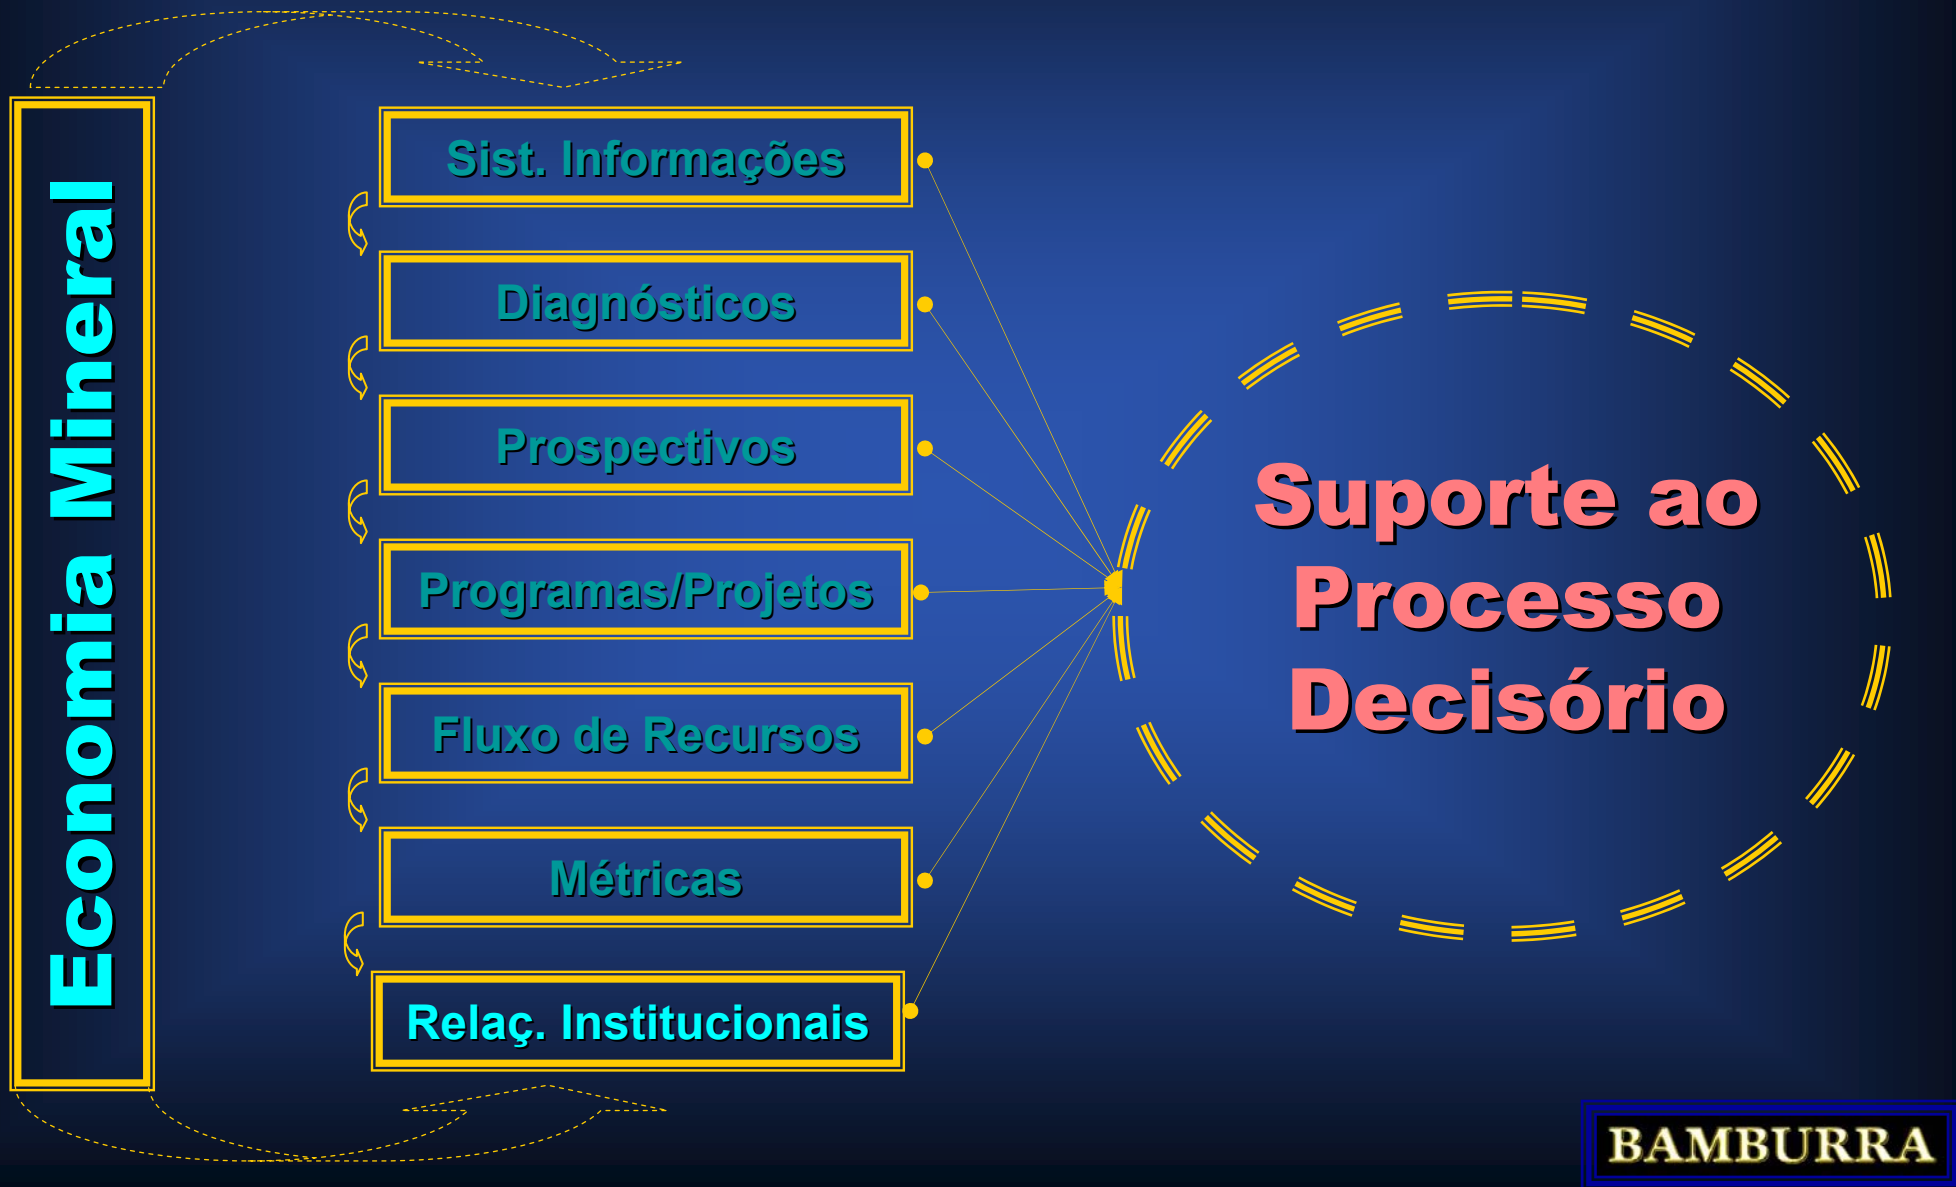 Economia Mineral
Sist. Informações
Diagnósticos
Prospectivos
Programas/Projetos
Fluxo de Recursos
Métricas
Relaç. Institucionais
Suporte ao
Processo
Decisório
BAMBURRA